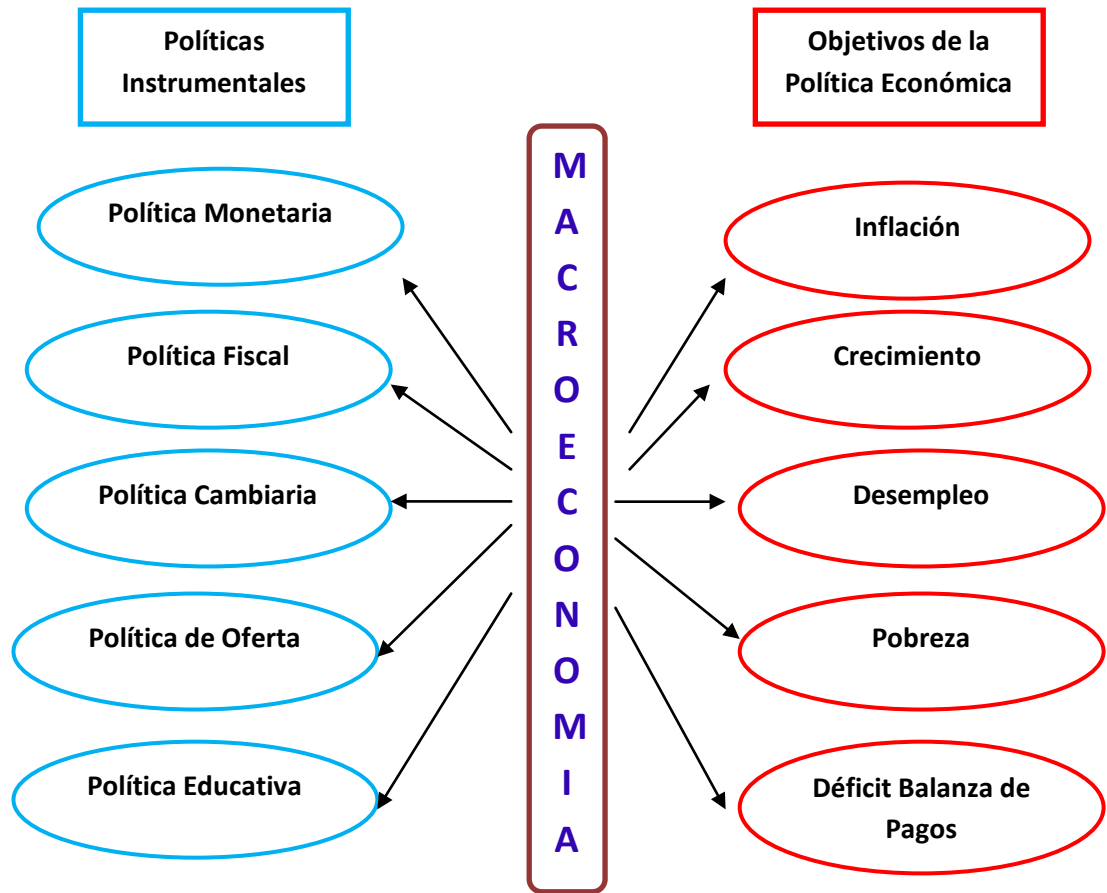 Políticas
Instrumentales
Objetivos de la
Política Económica
MACROECONOMIA
Política Monetaria
Política Fiscal
Política Cambiaria
Política de Oferta
Política Educativa
Inflación
Crecimiento
Desempleo
Pobreza
Déficit Balanza de
Pagos